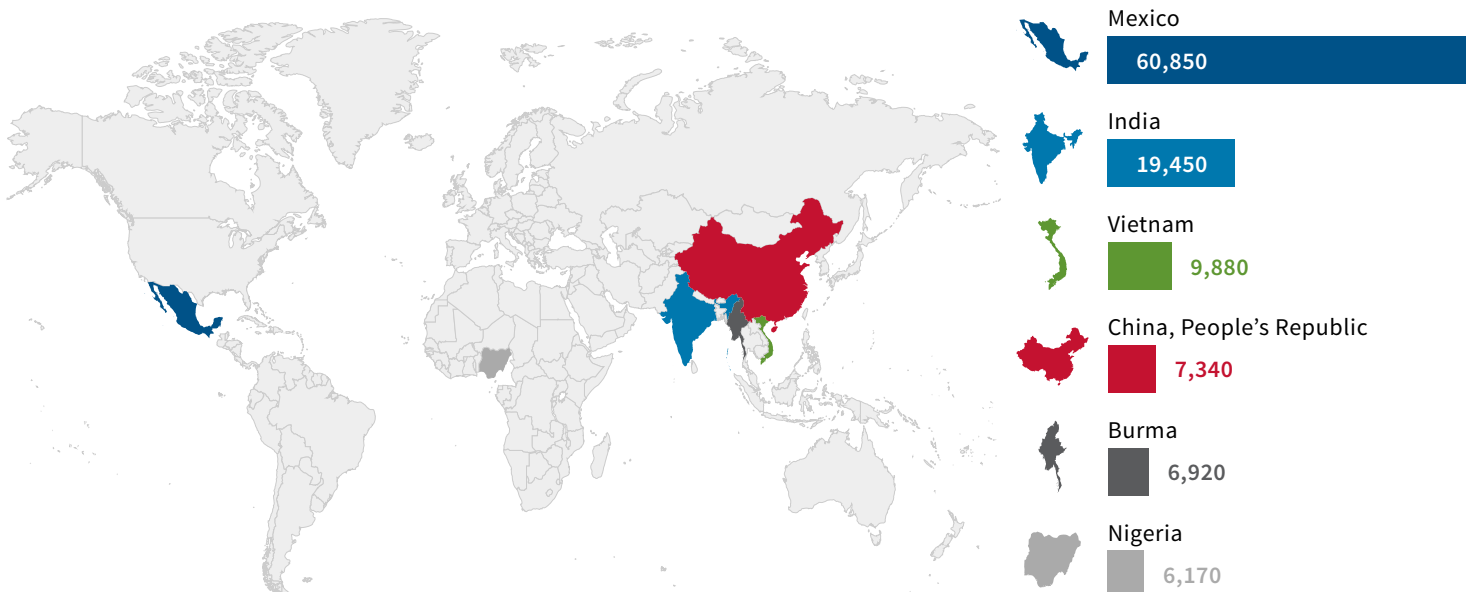 Mexico
60,850
India
19,450
Vietnam
9,880
China, People’s Republic
7,340
Burma
6,920
Nigeria
6,170